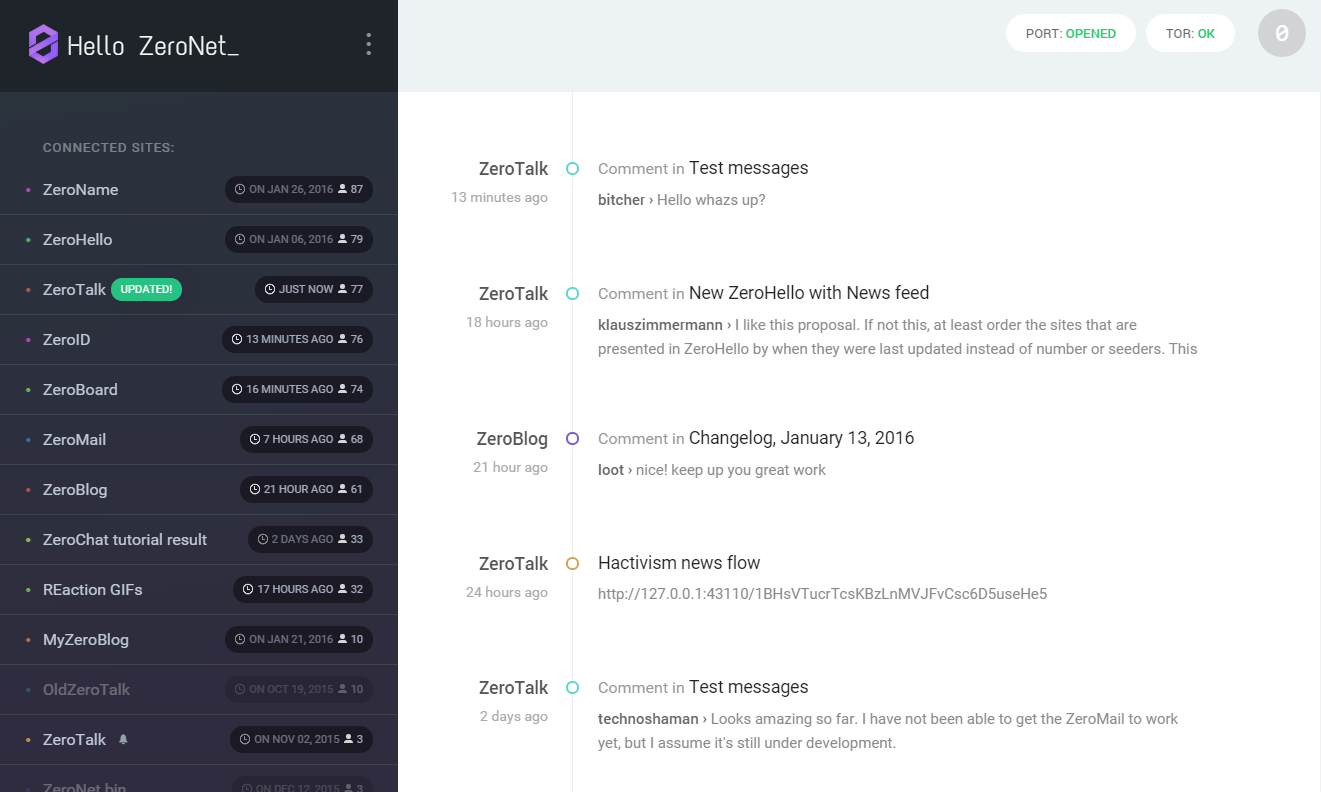 Hello ZeroNet_
CONNECTED SITES:
ZeroName ON JAN 26, 2016 87
ZeroHello ON JAN 06, 2016 79
ZeroTalk UPDATED! JUST NOW 77
ZeroID 13 MINUTES AGO 76
ZeroBoard 16 MINUTES AGO 74
ZeroMail 7 HOURS AGO 68
ZeroBlog 21 HOUR AGO 61
ZeroChat tutorial result 2 DAYS AGO 33
REaction GIFs 17 HOURS AGO 32
MyZeroBlog ON JAN 21, 2016 10
OldZeroTalk ON OCT 19, 2015 10
ZeroTalk ON NOV 02, 2015 3
ZeroNet bin ON DEC 12, 2015 3
PORT: OPENED TOR: OK 0
ZeroTalk Comment in Test messages
13 minutes ago bitcher › Hello whazs up?
ZeroTalk Comment in New ZeroHello with News feed
18 hours ago klauszimmermann › I like this proposal. If not this, at least order the sites that are
presented in ZeroHello by when they were last updated instead of number or seeders. This
ZeroBlog Comment in Changelog, January 13, 2016
21 hour ago loot › nice! keep up you great work
ZeroTalk Hactivism news flow
24 hours ago http://127.0.0.1:43110/1BHsVTucrTcsKBzLnMVJFvCsc6D5useHe5
ZeroTalk Comment in Test messages
2 days ago technoshaman › Looks amazing so far. I have not been able to get the ZeroMail to work
yet, but I assume it's still under development.